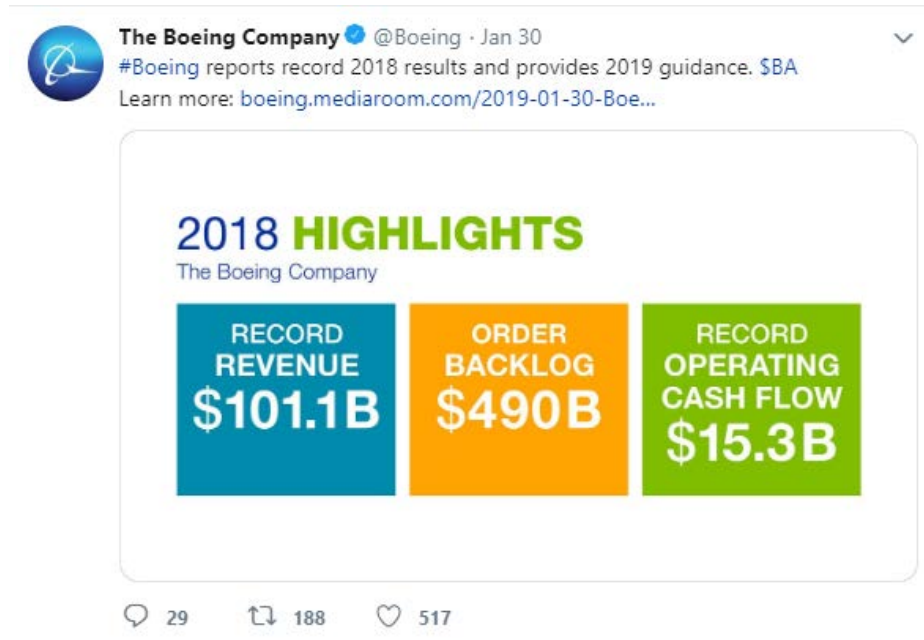 The Boeing Company @Boeing · Jan 30
#Boeing reports record 2018 results and provides 2019 guidance. $BA
Learn more: boeing.mediaroom.com/2019-01-30-Boe...
2018 HIGHLIGHTS
The Boeing Company
RECORD
REVENUE
$101.1B
ORDER
BACKLOG
$490B
RECORD
OPERATING
CASH FLOW
$15.3B
29 188 517